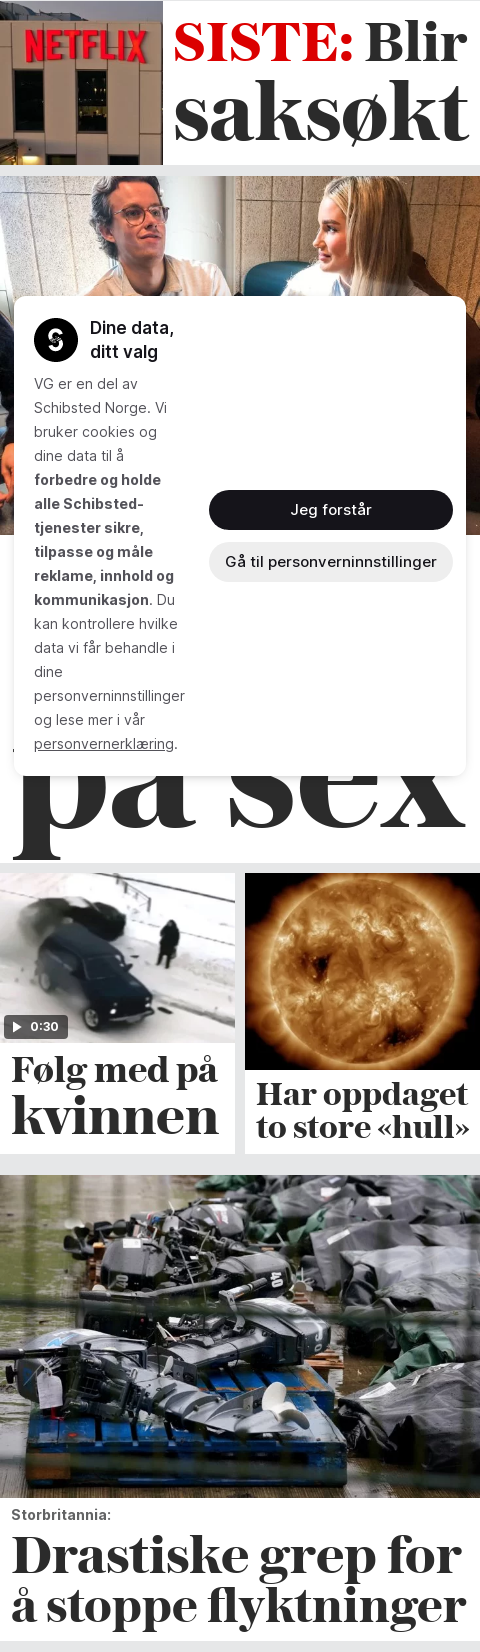 NETFLIX
SISTE: Blir
saksøkt
Dine data,
ditt valg
VG er en del av
Schibsted Norge. Vi
bruker cookies og
dine data til å
forbedre og holde
alle Schibsted-
tjenester sikre,
tilpasse og måle
reklame, innhold og
kommunikasjon. Du
kan kontrollere hvilke
data vi får behandle i
dine
personverninnstillinger
og lese mer i vår
personvernerklæring.
Jeg forstår
Gå til personverninnstillinger
på sex
0:30
Følg med på
kvinnen
Har oppdaget
to store «hull»
40
Storbritannia:
Drastiske grep for
å stoppe flyktninger